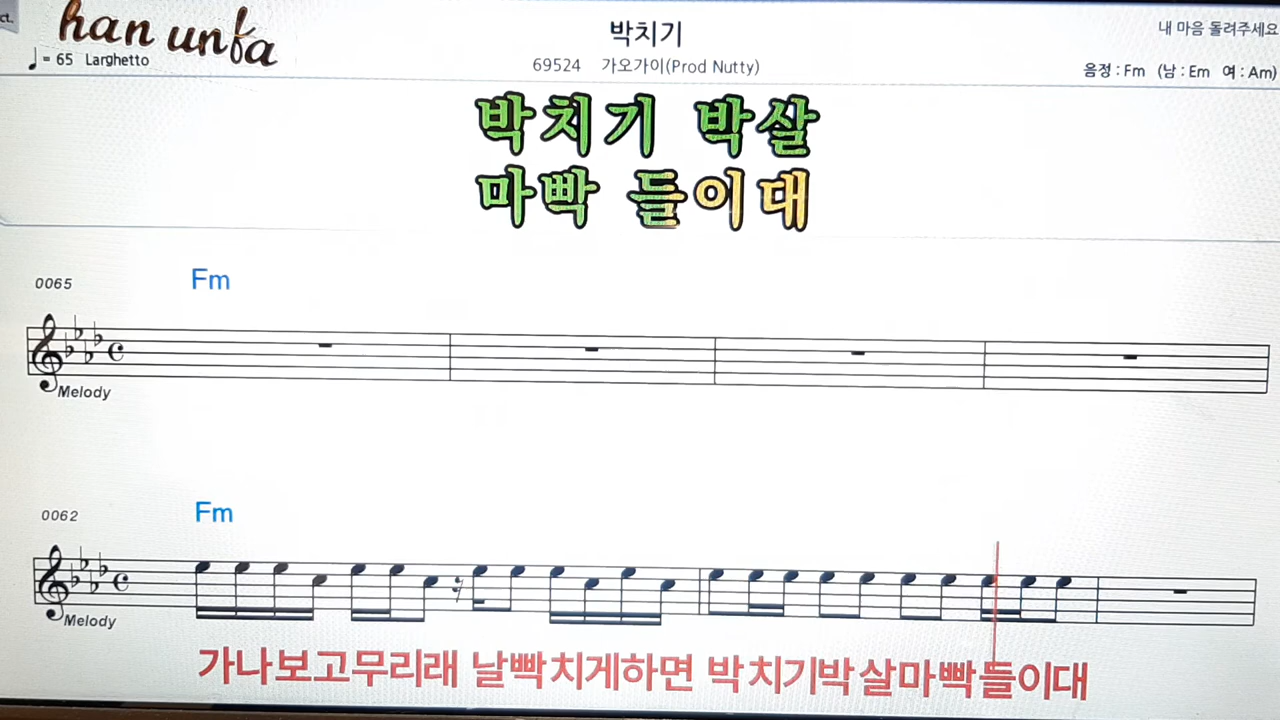 ct.
han unfa
♩= 65 Larghetto
박치기
내 마음 돌려주세요
69524 가오가이(Prod Nutty)
음정 : Fm (남 : Em 여 : Am)
박치기 박살
마빡 들이대
0065 Fm
Melody
0062 Fm
Melody
가나보고무리래 날빡치게하면 박치기박살마빡들이대